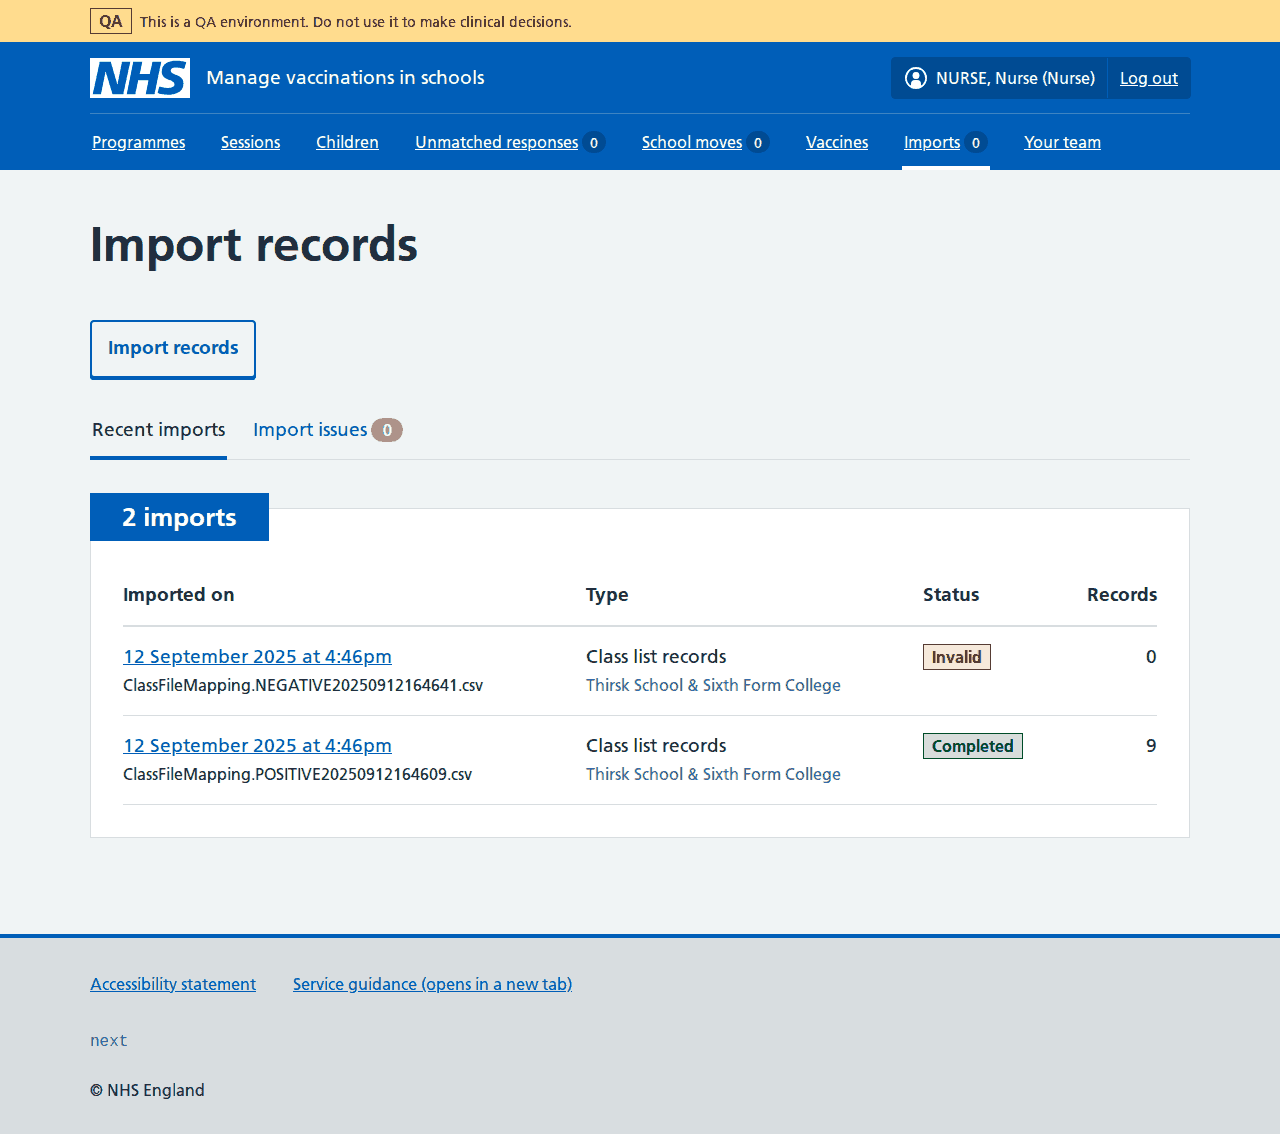 QA This is a QA environment. Do not use it to make clinical decisions.
NHS Manage vaccinations in schools NURSE, Nurse (Nurse) Log out
Programmes Sessions Children Unmatched responses 0 School moves 0 Vaccines Imports 0 Your team
Import records
Import records
Recent imports Import issues 0
2 imports
Imported on Type Status Records
12 September 2025 at 4:46pm Class list records Invalid 0
ClassFileMapping.NEGATIVE20250912164641.csv Thirsk School & Sixth Form College
12 September 2025 at 4:46pm Class list records Completed 9
ClassFileMapping.POSITIVE20250912164609.csv Thirsk School & Sixth Form College
Accessibility statement Service guidance (opens in a new tab)
next
© NHS England